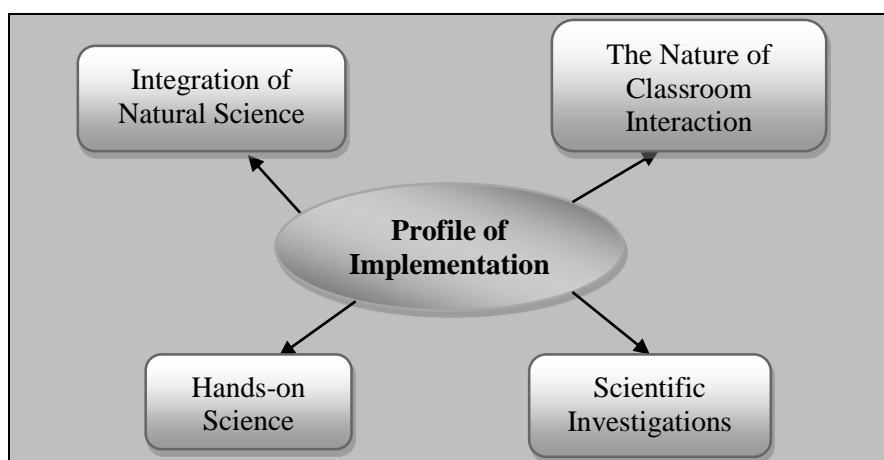 Integration of
Natural Science
The Nature of
Classroom
Interaction
Profile of
Implementation
Hands-on
Science
Scientific
Investigations